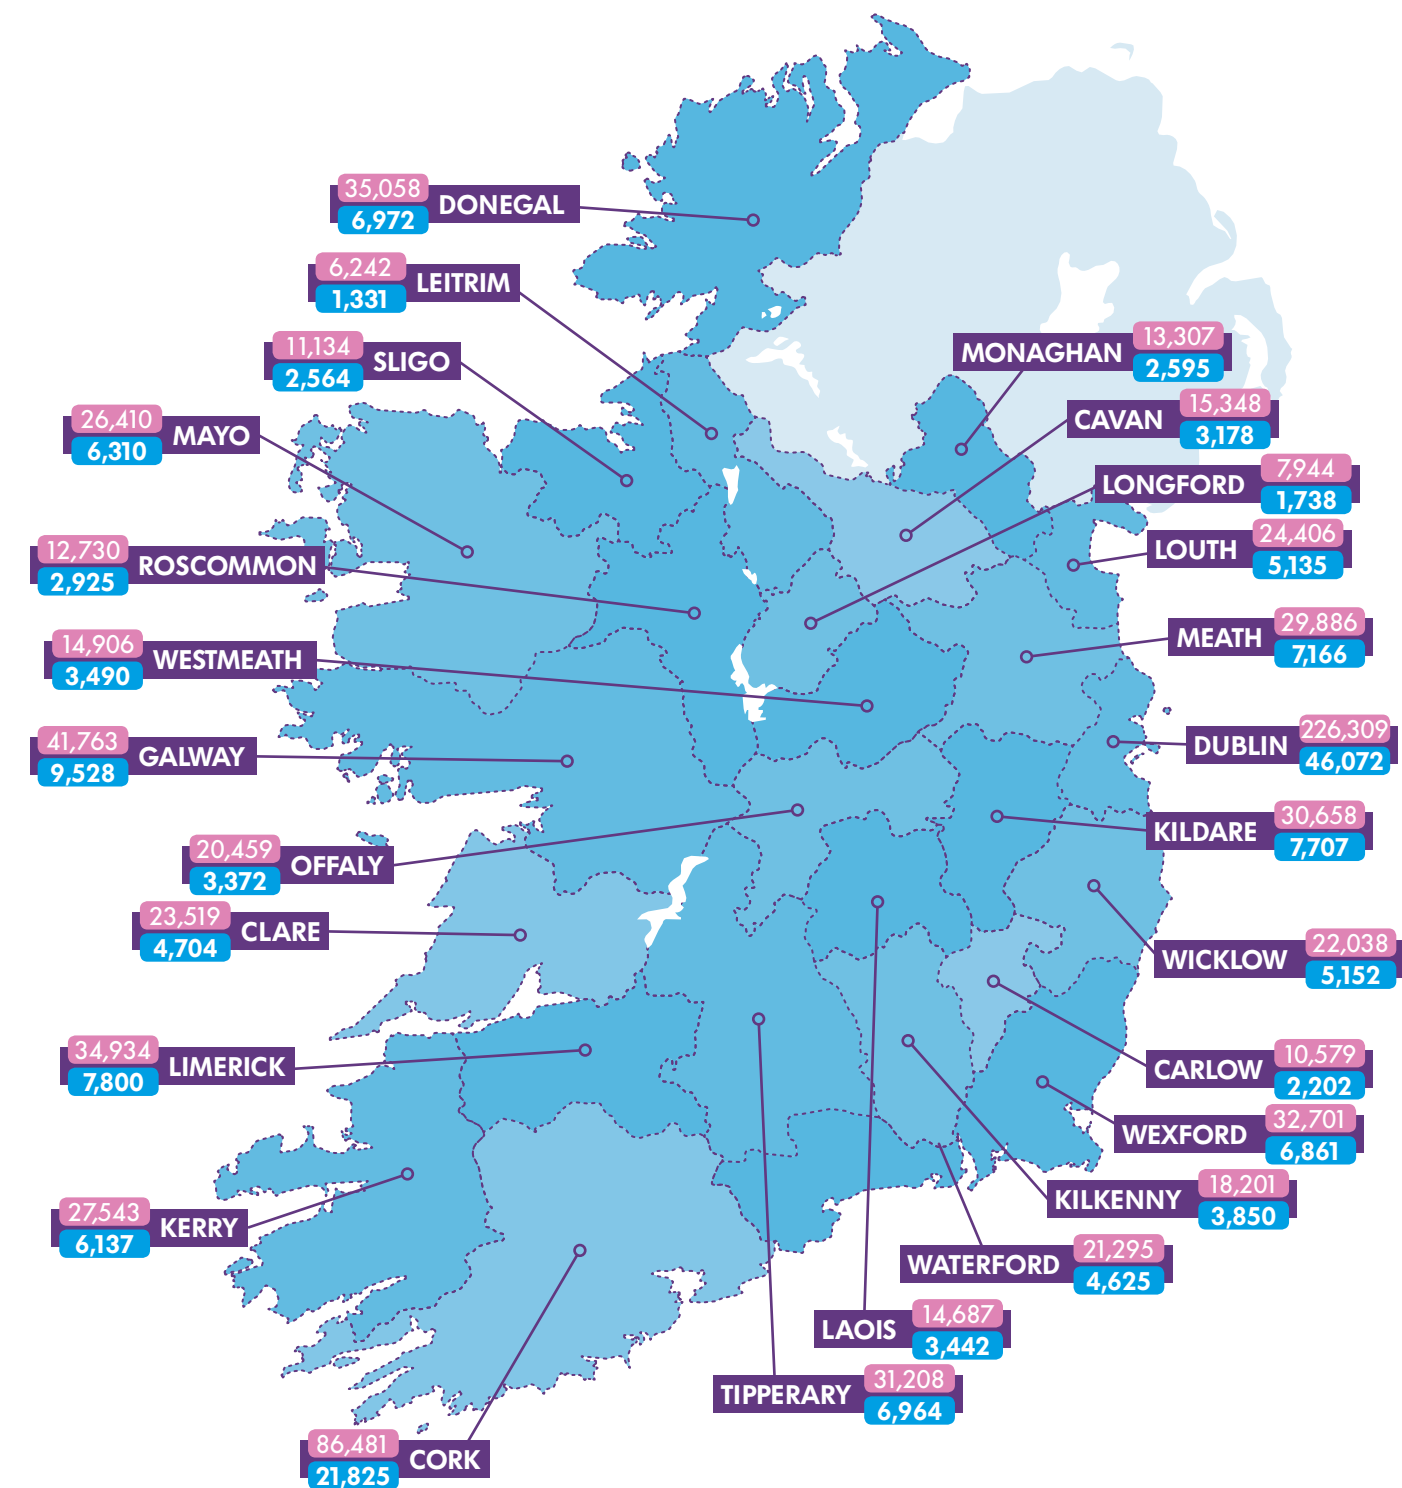 35,058
6,972
DONEGAL
6,242
1,331
LEITRIM
11,134
2,564
SLIGO
26,410
6,310
MAYO
12,730
2,925
ROSCOMMON
14,906
3,490
WESTMEATH
41,763
9,528
GALWAY
20,459
3,372
OFFALY
23,519
4,704
CLARE
34,934
7,800
LIMERICK
27,543
6,137
KERRY
86,481
21,825
CORK
MONAGHAN
13,307
2,595
CAVAN
15,348
3,178
LONGFORD
7,944
1,738
LOUTH
24,406
5,135
MEATH
29,886
7,166
DUBLIN
226,309
46,072
KILDARE
30,658
7,707
WICKLOW
22,038
5,152
CARLOW
10,579
2,202
WEXFORD
32,701
6,861
KILKENNY
18,201
3,850
WATERFORD
21,295
4,625
LAOIS
14,687
3,442
TIPPERARY
31,208
6,964